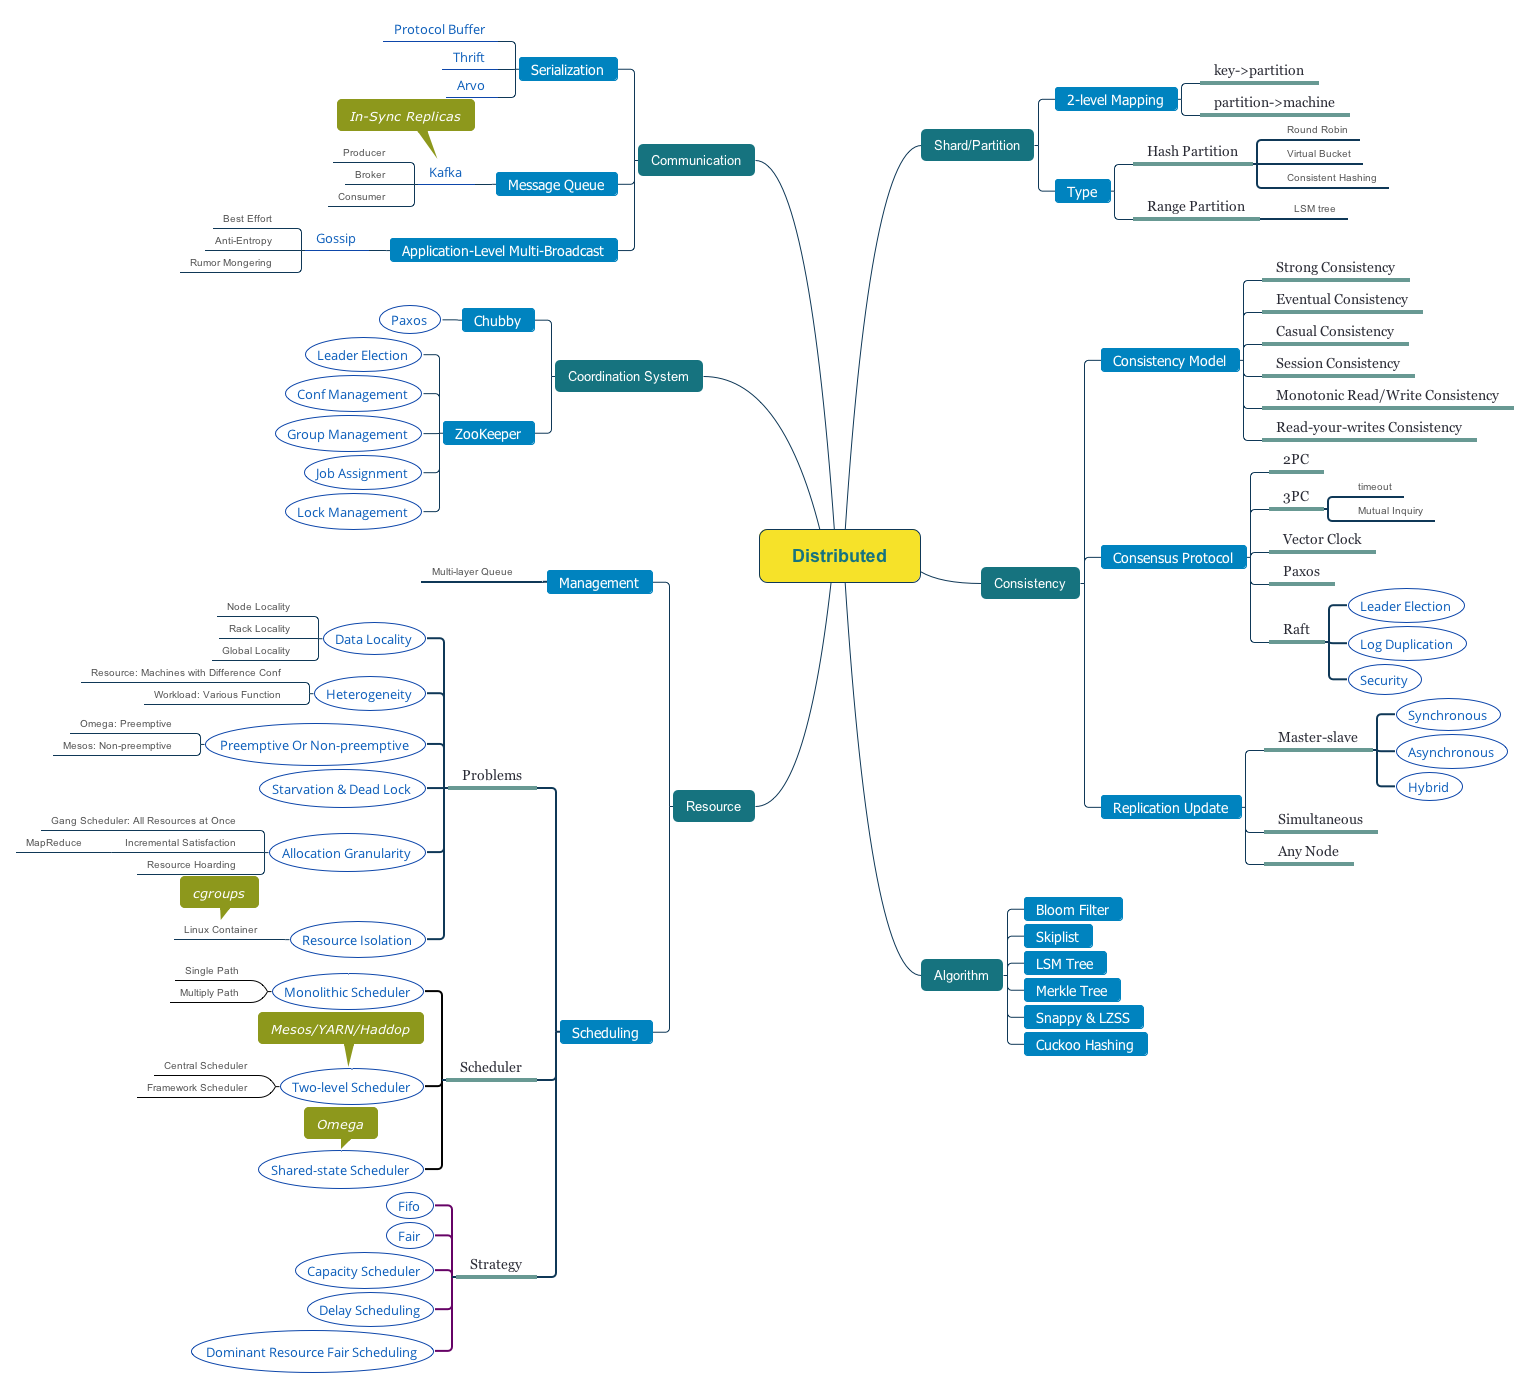 Distributed
Communication
Serialization
Protocol Buffer
Thrift
Arvo
Message Queue
Kafka
In-Sync Replicas
Producer
Broker
Consumer
Application-Level Multi-Broadcast
Gossip
Best Effort
Anti-Entropy
Rumor Mongering
Coordination System
Chubby
Paxos
ZooKeeper
Leader Election
Conf Management
Group Management
Job Assignment
Lock Management
Resource
Management
Multi-layer Queue
Scheduling
Problems
Data Locality
Node Locality
Rack Locality
Global Locality
Heterogeneity
Resource: Machines with Difference Conf
Workload: Various Function
Preemptive Or Non-preemptive
Omega: Preemptive
Mesos: Non-preemptive
Starvation & Dead Lock
Allocation Granularity
Gang Scheduler: All Resources at Once
Incremental Satisfaction
MapReduce
Resource Hoarding
Resource Isolation
Linux Container
cgroups
Scheduler
Monolithic Scheduler
Single Path
Multiply Path
Two-level Scheduler
Mesos/YARN/Haddop
Central Scheduler
Framework Scheduler
Shared-state Scheduler
Omega
Strategy
Fifo
Fair
Capacity Scheduler
Delay Scheduling
Dominant Resource Fair Scheduling
Shard/Partition
2-level Mapping
key->partition
partition->machine
Type
Hash Partition
Round Robin
Virtual Bucket
Consistent Hashing
Range Partition
LSM tree
Consistency
Consistency Model
Strong Consistency
Eventual Consistency
Casual Consistency
Session Consistency
Monotonic Read/Write Consistency
Read-your-writes Consistency
Consensus Protocol
2PC
3PC
timeout
Mutual Inquiry
Vector Clock
Paxos
Raft
Leader Election
Log Duplication
Security
Replication Update
Master-slave
Synchronous
Asynchronous
Hybrid
Simultaneous
Any Node
Algorithm
Bloom Filter
Skiplist
LSM Tree
Merkle Tree
Snappy & LZSS
Cuckoo Hashing